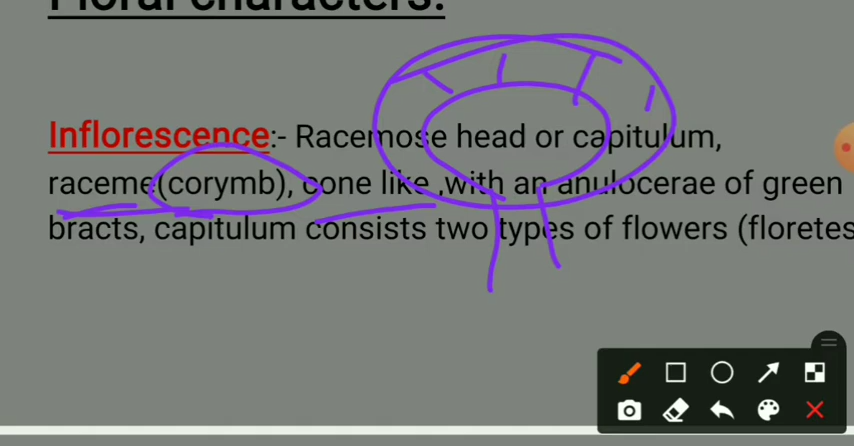 Floral characters:
Inflorescence:- Racemose head or capitulum,
raceme(corymb), cone like ,with an anulocerae of green
bracts, capitulum consists two types of flowers (floretes